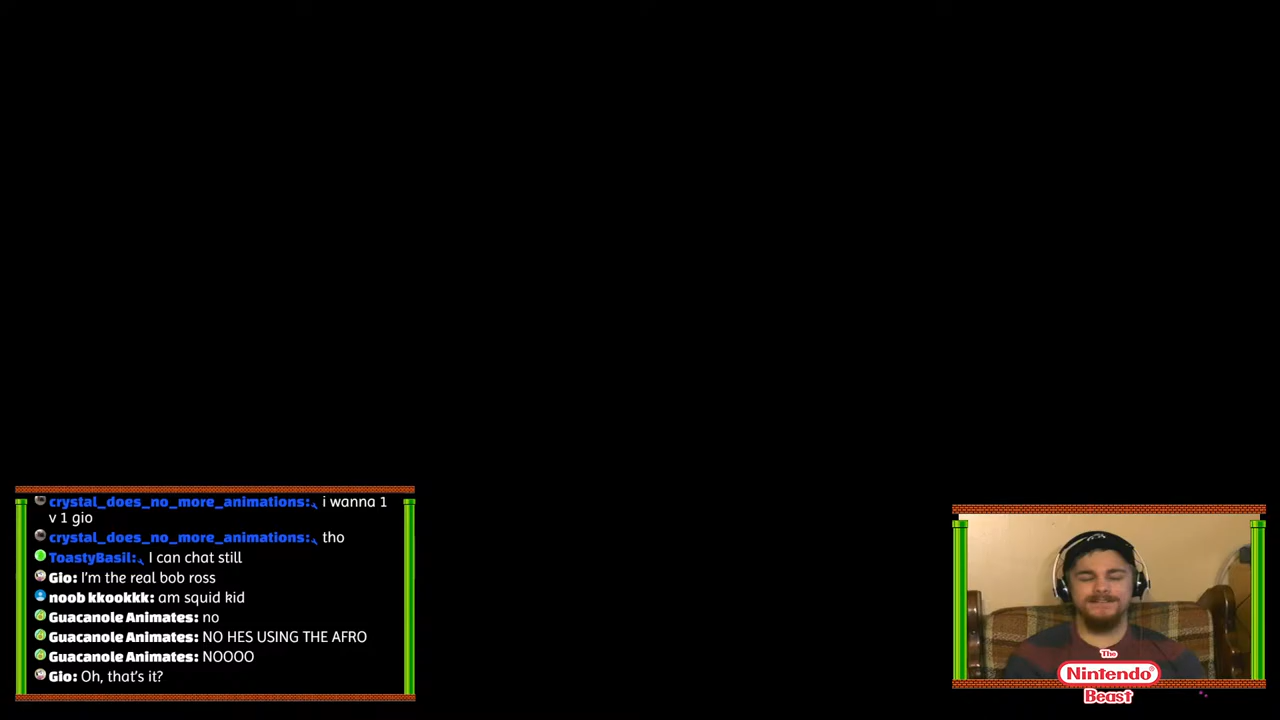 crystal_does_no_more_animations: i wanna 1
v 1 gio
crystal_does_no_more_animations: tho
ToastyBasil: I can chat still
Gio: I'm the real bob ross
noob kkookkk: am squid kid
Guacanole Animates: no
Guacanole Animates: NO HES USING THE AFRO
Guacanole Animates: NOOOO
Gio: Oh, that's it?
The
Nintendo®
Beast